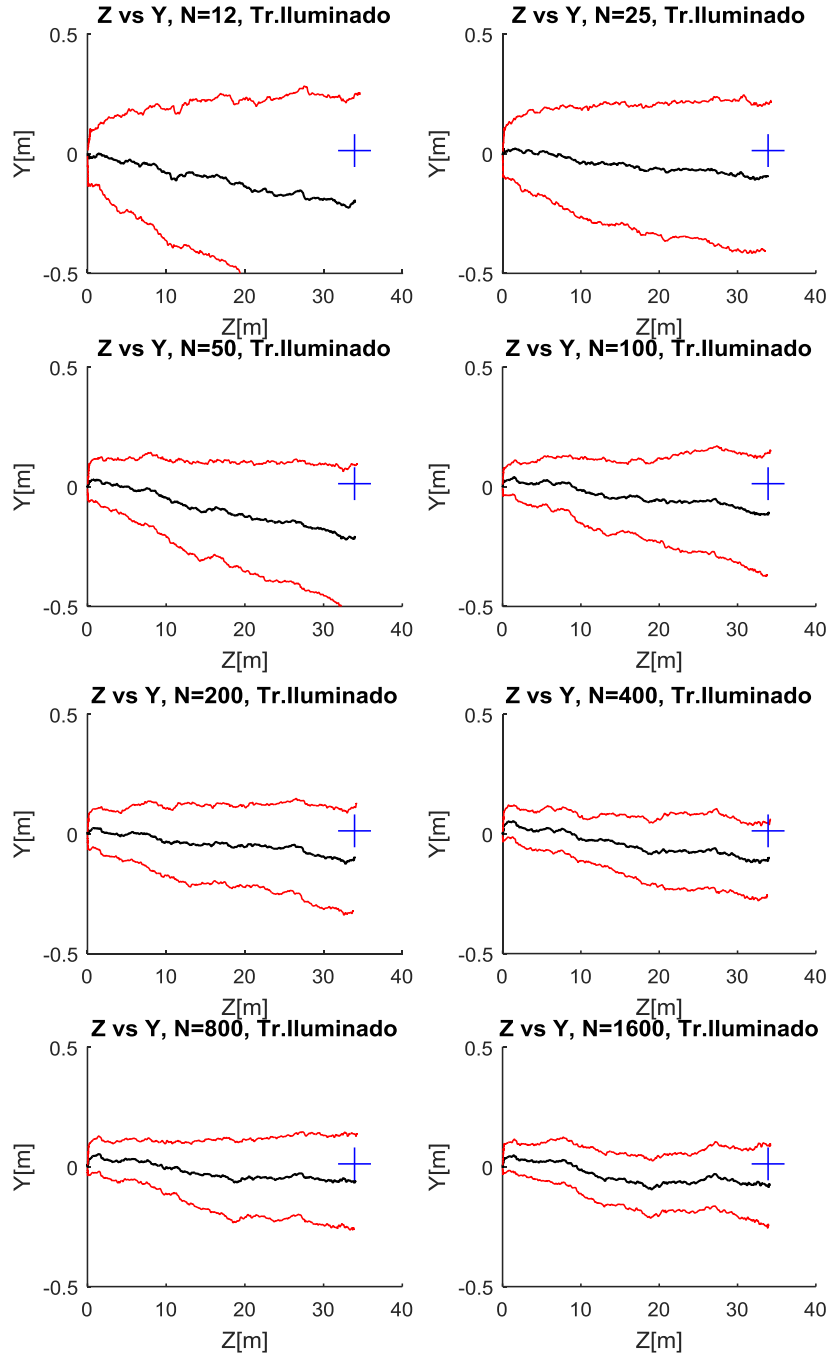 Z vs Y, N=12, Tr.Iluminado
0.5
0
-0.5
Y[m]
0 10 20 30 40
Z[m]
Z vs Y, N=25, Tr.Iluminado
0.5
0
-0.5
Y[m]
0 10 20 30 40
Z[m]
Z vs Y, N=50, Tr.Iluminado
0.5
0
-0.5
Y[m]
0 10 20 30 40
Z[m]
Z vs Y, N=100, Tr.Iluminado
0.5
0
-0.5
Y[m]
0 10 20 30 40
Z[m]
Z vs Y, N=200, Tr.Iluminado
0.5
0
-0.5
Y[m]
0 10 20 30 40
Z[m]
Z vs Y, N=400, Tr.Iluminado
0.5
0
-0.5
Y[m]
0 10 20 30 40
Z[m]
Z vs Y, N=800, Tr.Iluminado
0.5
0
-0.5
Y[m]
0 10 20 30 40
Z[m]
Z vs Y, N=1600, Tr.Iluminado
0.5
0
-0.5
Y[m]
0 10 20 30 40
Z[m]